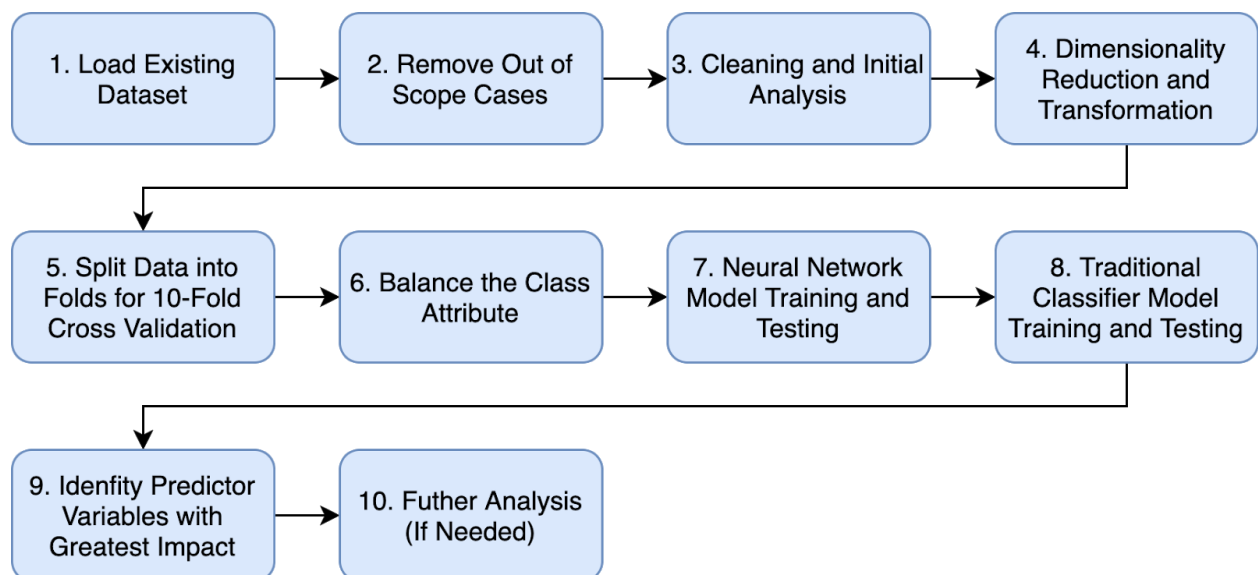 1. Load Existing
Dataset
2. Remove Out of
Scope Cases
3. Cleaning and Initial
Analysis
4. Dimensionality
Reduction and
Transformation
5. Split Data into
Folds for 10-Fold
Cross Validation
6. Balance the Class
Attribute
7. Neural Network
Model Training and
Testing
8. Traditional
Classifier Model
Training and Testing
9. Idenfity Predictor
Variables with
Greatest Impact
10. Futher Analysis
(If Needed)